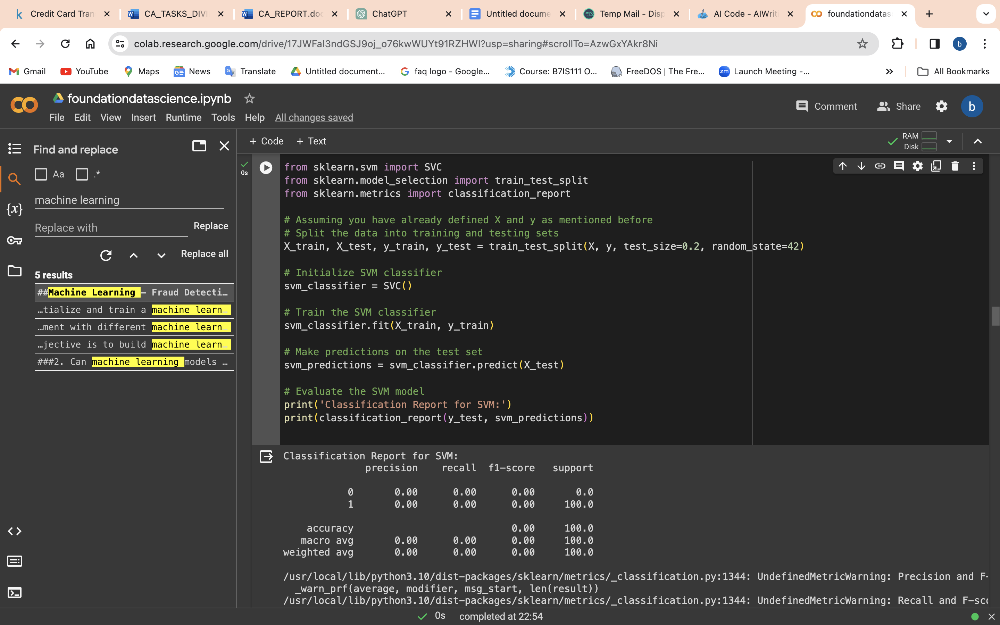 Credit Card Tran
CA_TASKS_DIVI
CA_REPORT.doc
ChatGPT
Untitled docume
Temp Mail - Disp
AI Code - AIWriti
foundationdatas
colab.research.google.com/drive/17JWFaI3ndGSJ9oj_o76kwWUYt91RZHWI?usp=sharing#scrollTo=AzwGxYAkr8Ni
b
Gmail
YouTube
Maps
News
Translate
Untitled document...
faq logo - Google...
Course: B7IS111 O...
FreeDOS | The Fre...
zm Launch Meeting -...
All Bookmarks
foundationdatascience.ipynb
File Edit View Insert Runtime Tools Help All changes saved
Comment
Share
b
Find and replace
Aa .*
machine learning
Replace with
Replace
Replace all
5 results
##Machine Learning – Fraud Detecti…
…tialize and train a machine learn…
…ment with different machine learn…
…jective is to build machine learn…
###2. Can machine learning models …
{x}
+ Code + Text
RAM
Disk
0s
from sklearn.svm import SVC
from sklearn.model_selection import train_test_split
from sklearn.metrics import classification_report
# Assuming you have already defined X and y as mentioned before
# Split the data into training and testing sets
X_train, X_test, y_train, y_test = train_test_split(X, y, test_size=0.2, random_state=42)
# Initialize SVM classifier
svm_classifier = SVC()
# Train the SVM classifier
svm_classifier.fit(X_train, y_train)
# Make predictions on the test set
svm_predictions = svm_classifier.predict(X_test)
# Evaluate the SVM model
print('Classification Report for SVM:')
print(classification_report(y_test, svm_predictions))
Classification Report for SVM:
precision recall f1-score support
0 0.00 0.00 0.00 0.0
1 0.00 0.00 0.00 100.0
accuracy 0.00 100.0
macro avg 0.00 0.00 0.00 100.0
weighted avg 0.00 0.00 0.00 100.0
/usr/local/lib/python3.10/dist-packages/sklearn/metrics/_classification.py:1344: UndefinedMetricWarning: Precision and F-
_warn_prf(average, modifier, msg_start, len(result))
/usr/local/lib/python3.10/dist-packages/sklearn/metrics/_classification.py:1344: UndefinedMetricWarning: Recall and F-sco
0s completed at 22:54